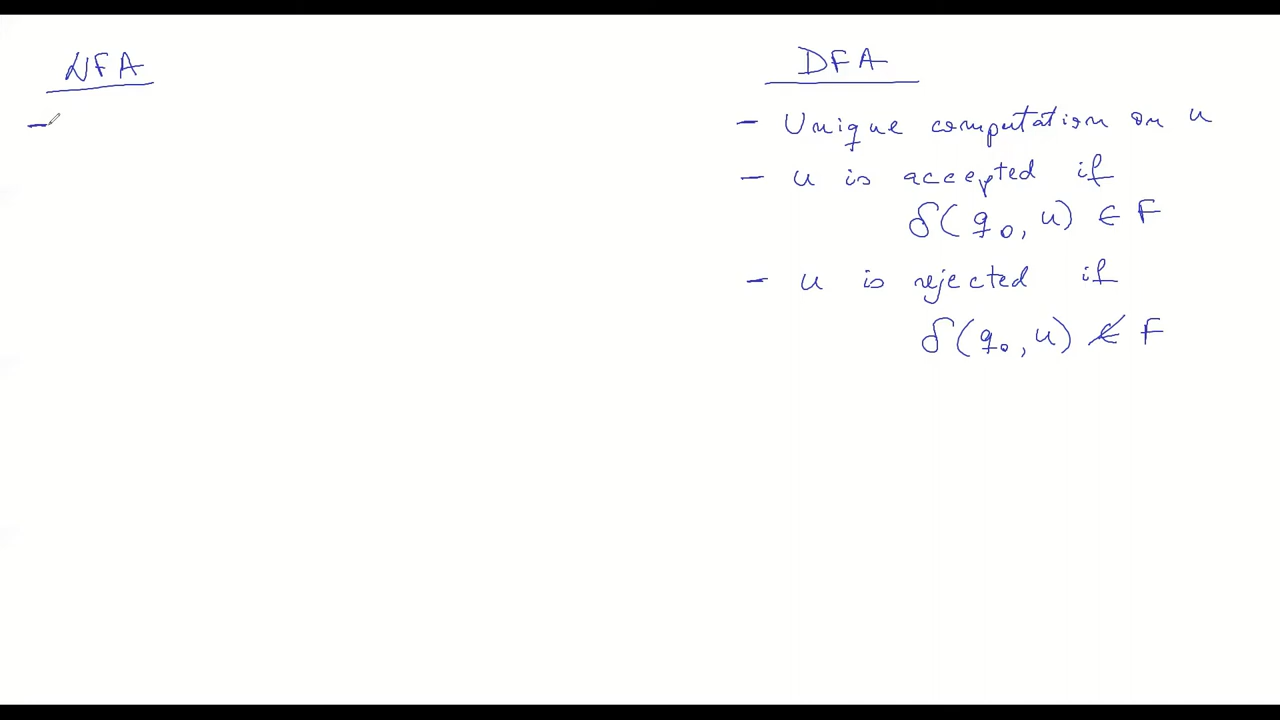 NFA
-
DFA
- Unique computation on u
- u is accepted if
δ(q₀, u) ∈ F
- u is rejected if
δ(q₀, u) ∉ F